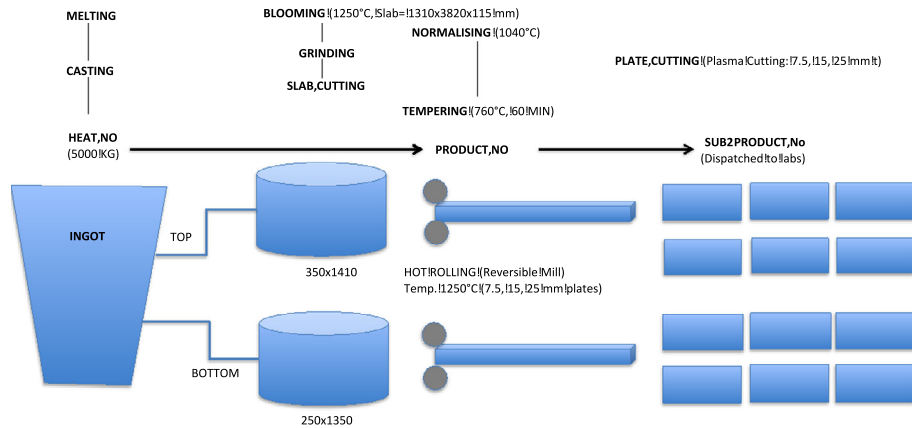 MELTING
CASTING
HEAT,NO
(5000!KG)
BLOOMING!(1250°C,!Slab=!1310x3820x115!mm)
GRINDING
SLAB,CUTTING
NORMALISING!(1040°C)
TEMPERING!(760°C,!60!MIN)
PRODUCT,NO
PLATE,CUTTING!(Plasma!Cutting:!7.5,!15,!25!mm!t)
SUB2PRODUCT,No
(Dispatched!to!labs)
INGOT
TOP
350x1410
HOT!ROLLING!(Reversible!Mill)
Temp.!1250°C!(7.5,!15,!25!mm!plates)
BOTTOM
250x1350